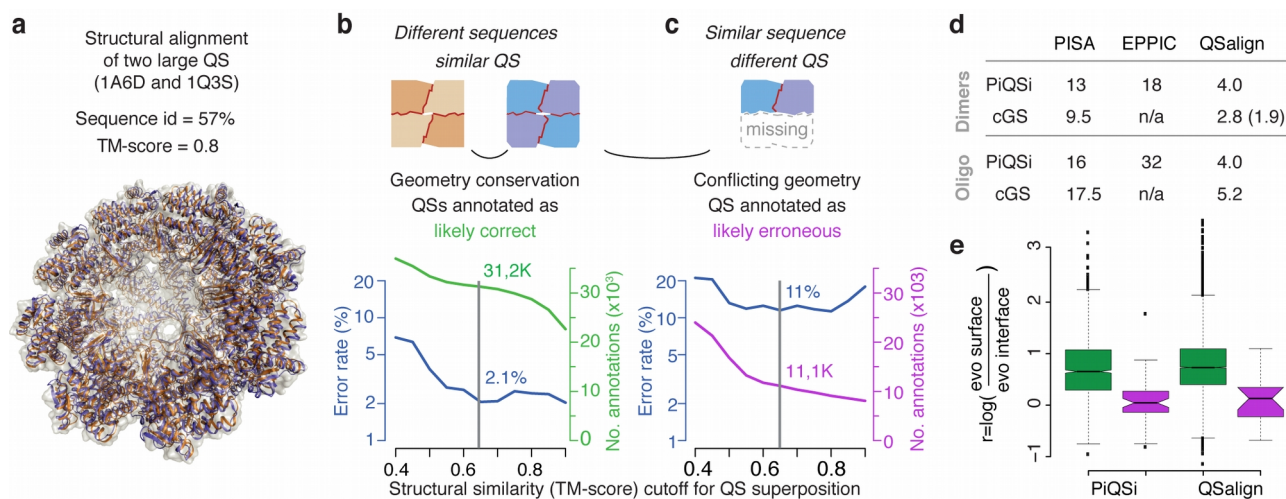 a
Structural alignment
of two large QS
(1A6D and 1Q3S)
Sequence id = 57%
TM-score = 0.8
b
Different sequences
similar QS
Geometry conservation
QSs annotated as
likely correct
Error rate (%)
20
10
5
2
1
31,2K
2.1%
No. annotations (x10³)
30
20
10
0
0.4
0.6
0.8
c
Similar sequence
different QS
missing
Conflicting geometry
QS annotated as
likely erroneous
Error rate (%)
20
10
5
2
1
11%
11,1K
No. annotations (x103)
30
20
10
0
0.4
0.6
0.8
Structural similarity (TM-score) cutoff for QS superposition
d
PISA EPPIC QSalign
Dimers
PiQSi 13 18 4.0
cGS 9.5 n/a 2.8 (1.9)
Oligo
PiQSi 16 32 4.0
cGS 17.5 n/a 5.2
e
r=log( evo surface
evo interface )
3
2
1
0
−1
PiQSi QSalign